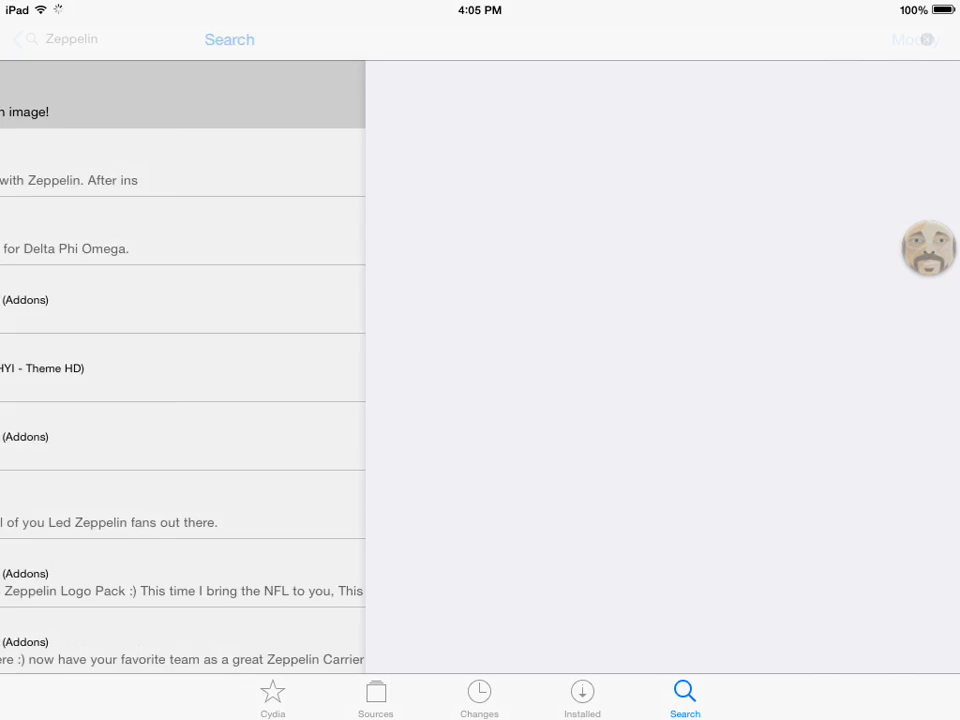 iPad 4:05 PM 100%
Zeppelin Search
n image!
with Zeppelin. After ins
for Delta Phi Omega.
(Addons)
HYI - Theme HD)
(Addons)
l of you Led Zeppelin fans out there.
(Addons)
Zeppelin Logo Pack :) This time I bring the NFL to you, This
(Addons)
ere :) now have your favorite team as a great Zeppelin Carrier
Cydia Sources Changes Installed Search